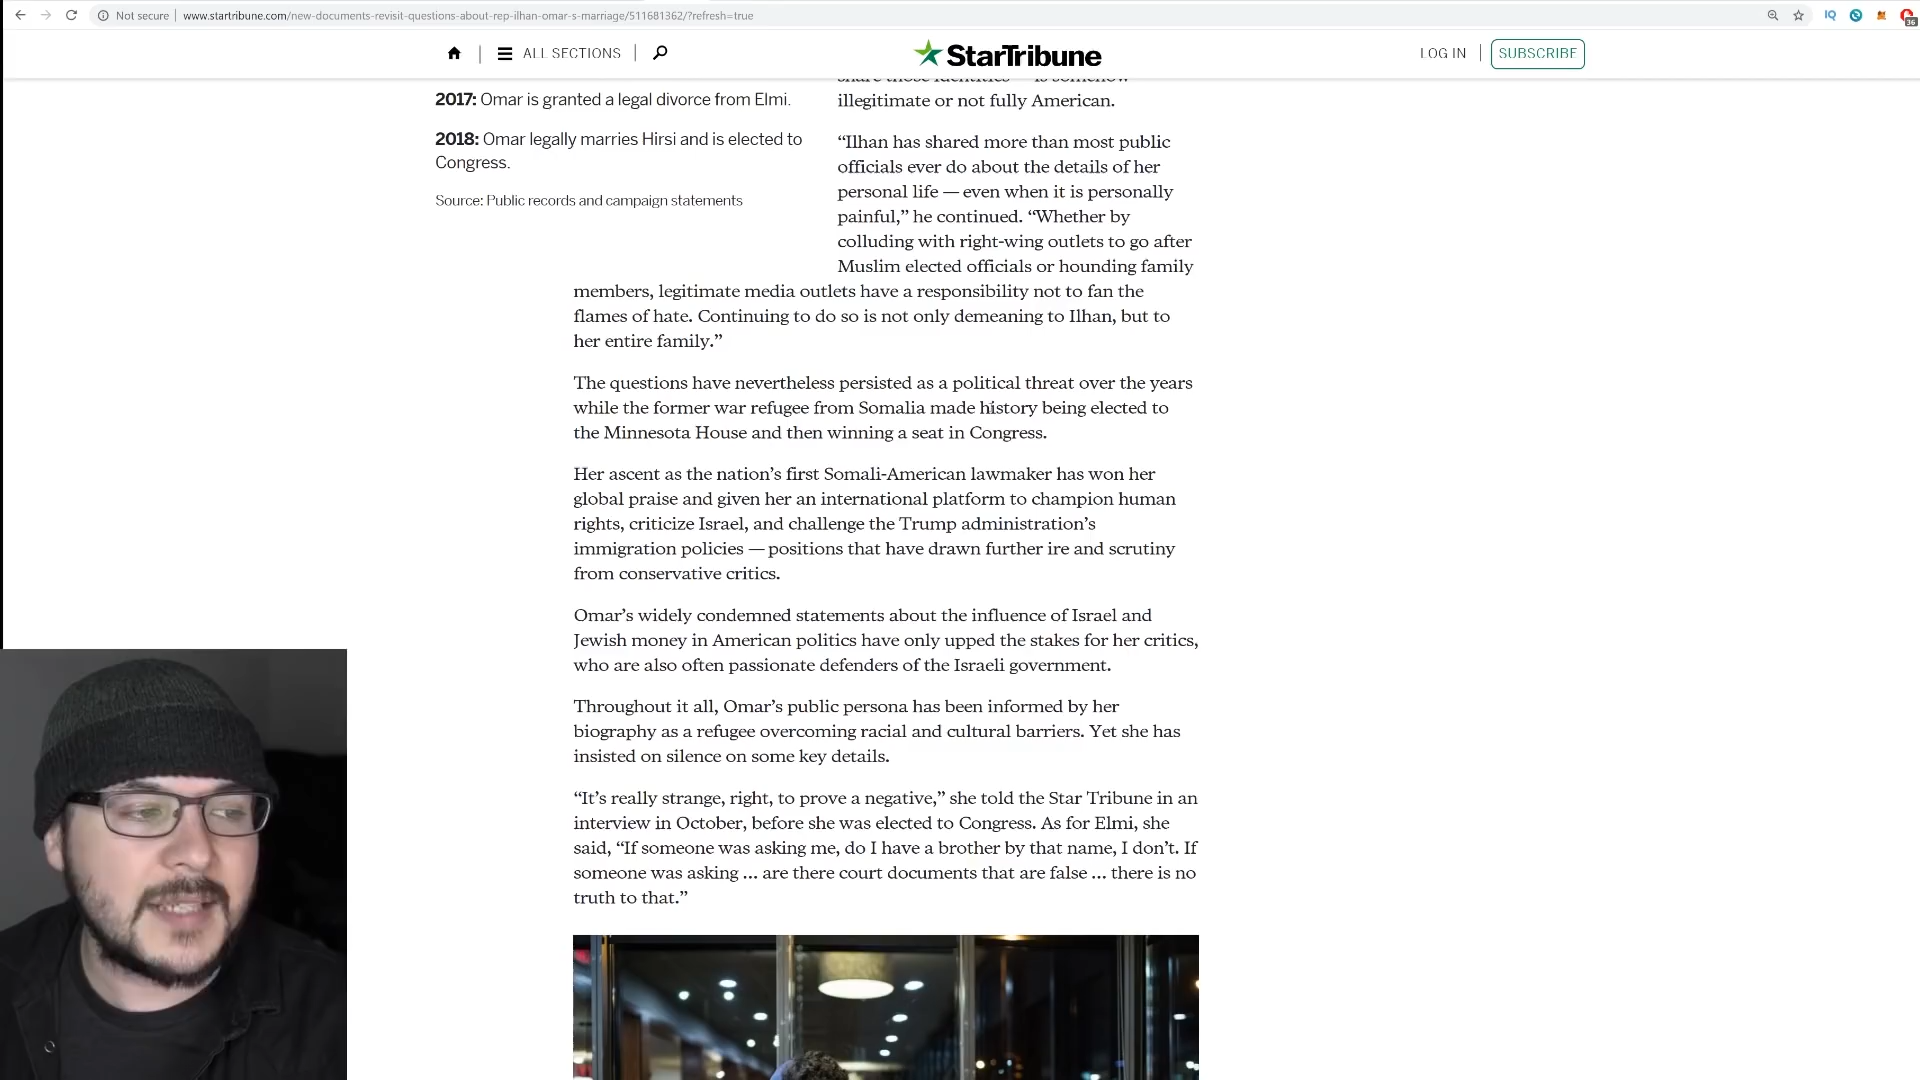 Not secure
www.startribune.com/new-documents-revisit-questions-about-rep-ilhan-omar-s-marriage/511681362/?refresh=true
IQ
36
ALL SECTIONS
StarTribune
LOG IN
SUBSCRIBE
2017: Omar is granted a legal divorce from Elmi.
2018: Omar legally marries Hirsi and is elected to
Congress.
Source: Public records and campaign statements
share those identities — is somehow
illegitimate or not fully American.
“Ilhan has shared more than most public
officials ever do about the details of her
personal life — even when it is personally
painful,” he continued. “Whether by
colluding with right-wing outlets to go after
Muslim elected officials or hounding family
members, legitimate media outlets have a responsibility not to fan the
flames of hate. Continuing to do so is not only demeaning to Ilhan, but to
her entire family.”
The questions have nevertheless persisted as a political threat over the years
while the former war refugee from Somalia made history being elected to
the Minnesota House and then winning a seat in Congress.
Her ascent as the nation’s first Somali-American lawmaker has won her
global praise and given her an international platform to champion human
rights, criticize Israel, and challenge the Trump administration’s
immigration policies — positions that have drawn further ire and scrutiny
from conservative critics.
Omar’s widely condemned statements about the influence of Israel and
Jewish money in American politics have only upped the stakes for her critics,
who are also often passionate defenders of the Israeli government.
Throughout it all, Omar’s public persona has been informed by her
biography as a refugee overcoming racial and cultural barriers. Yet she has
insisted on silence on some key details.
“It’s really strange, right, to prove a negative,” she told the Star Tribune in an
interview in October, before she was elected to Congress. As for Elmi, she
said, “If someone was asking me, do I have a brother by that name, I don’t. If
someone was asking ... are there court documents that are false ... there is no
truth to that.”